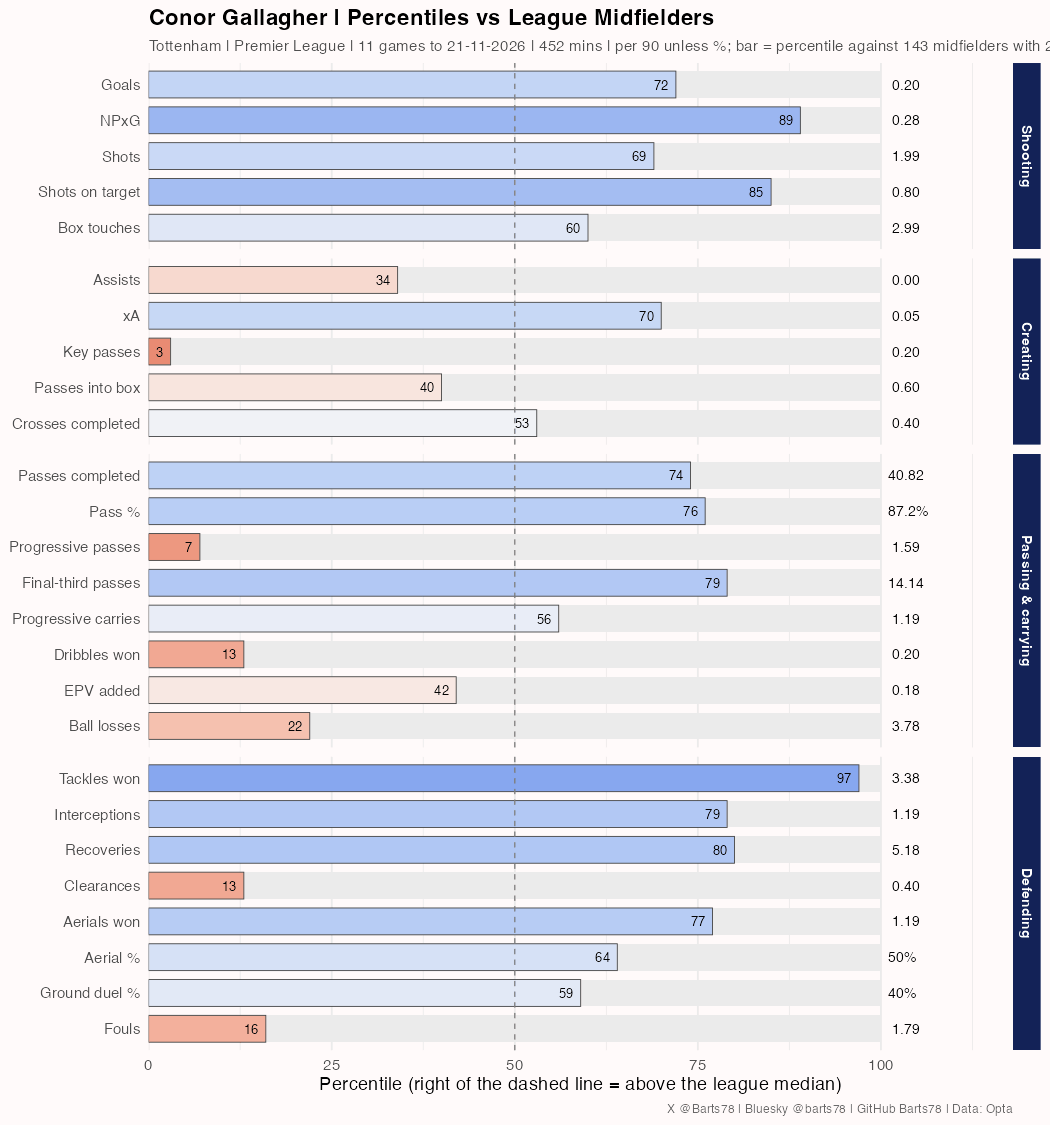 Conor Gallagher | Percentiles vs League Midfielders
Tottenham | Premier League | 11 games to 21-11-2026 | 452 mins | per 90 unless %; bar = percentile against 143 midfielders with 2
Goals 72 0.20
NPxG 89 0.28
Shots 69 1.99
Shots on target 85 0.80
Box touches 60 2.99
Shooting
Assists 34 0.00
xA 70 0.05
Key passes 3 0.20
Passes into box 40 0.60
Crosses completed 53 0.40
Creating
Passes completed 74 40.82
Pass % 76 87.2%
Progressive passes 7 1.59
Final-third passes 79 14.14
Progressive carries 56 1.19
Dribbles won 13 0.20
EPV added 42 0.18
Ball losses 22 3.78
Passing & carrying
Tackles won 97 3.38
Interceptions 79 1.19
Recoveries 80 5.18
Clearances 13 0.40
Aerials won 77 1.19
Aerial % 64 50%
Ground duel % 59 40%
Fouls 16 1.79
Defending
0 25 50 75 100
Percentile (right of the dashed line = above the league median)
X @Barts78 | Bluesky @barts78 | GitHub Barts78 | Data: Opta